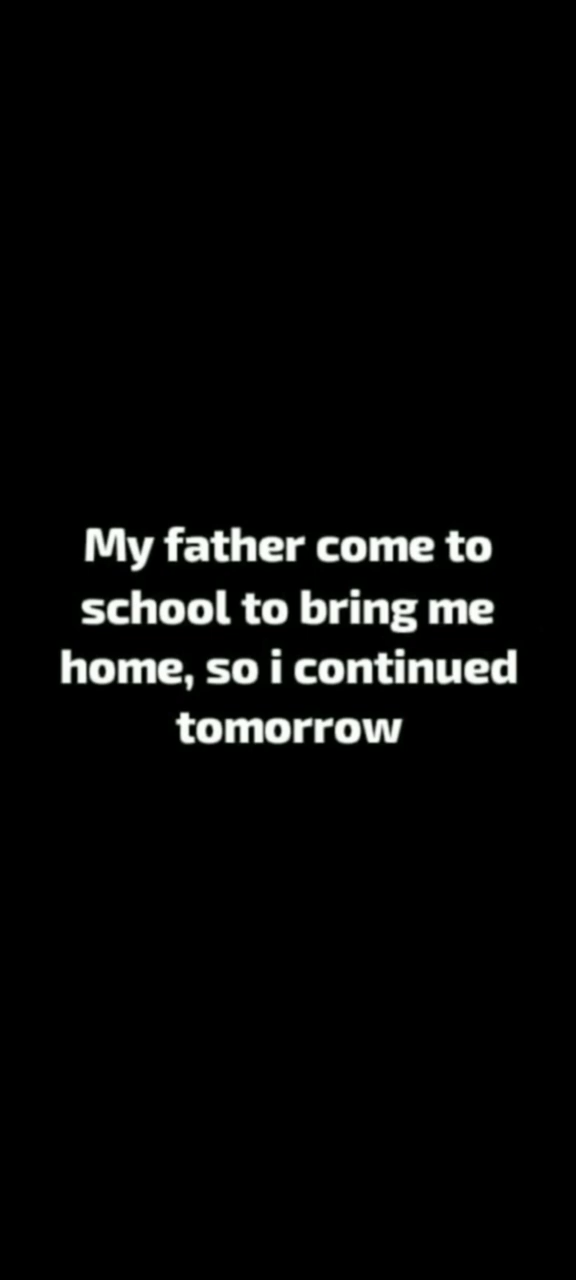 My father come to
school to bring me
home, so i continued
tomorrow